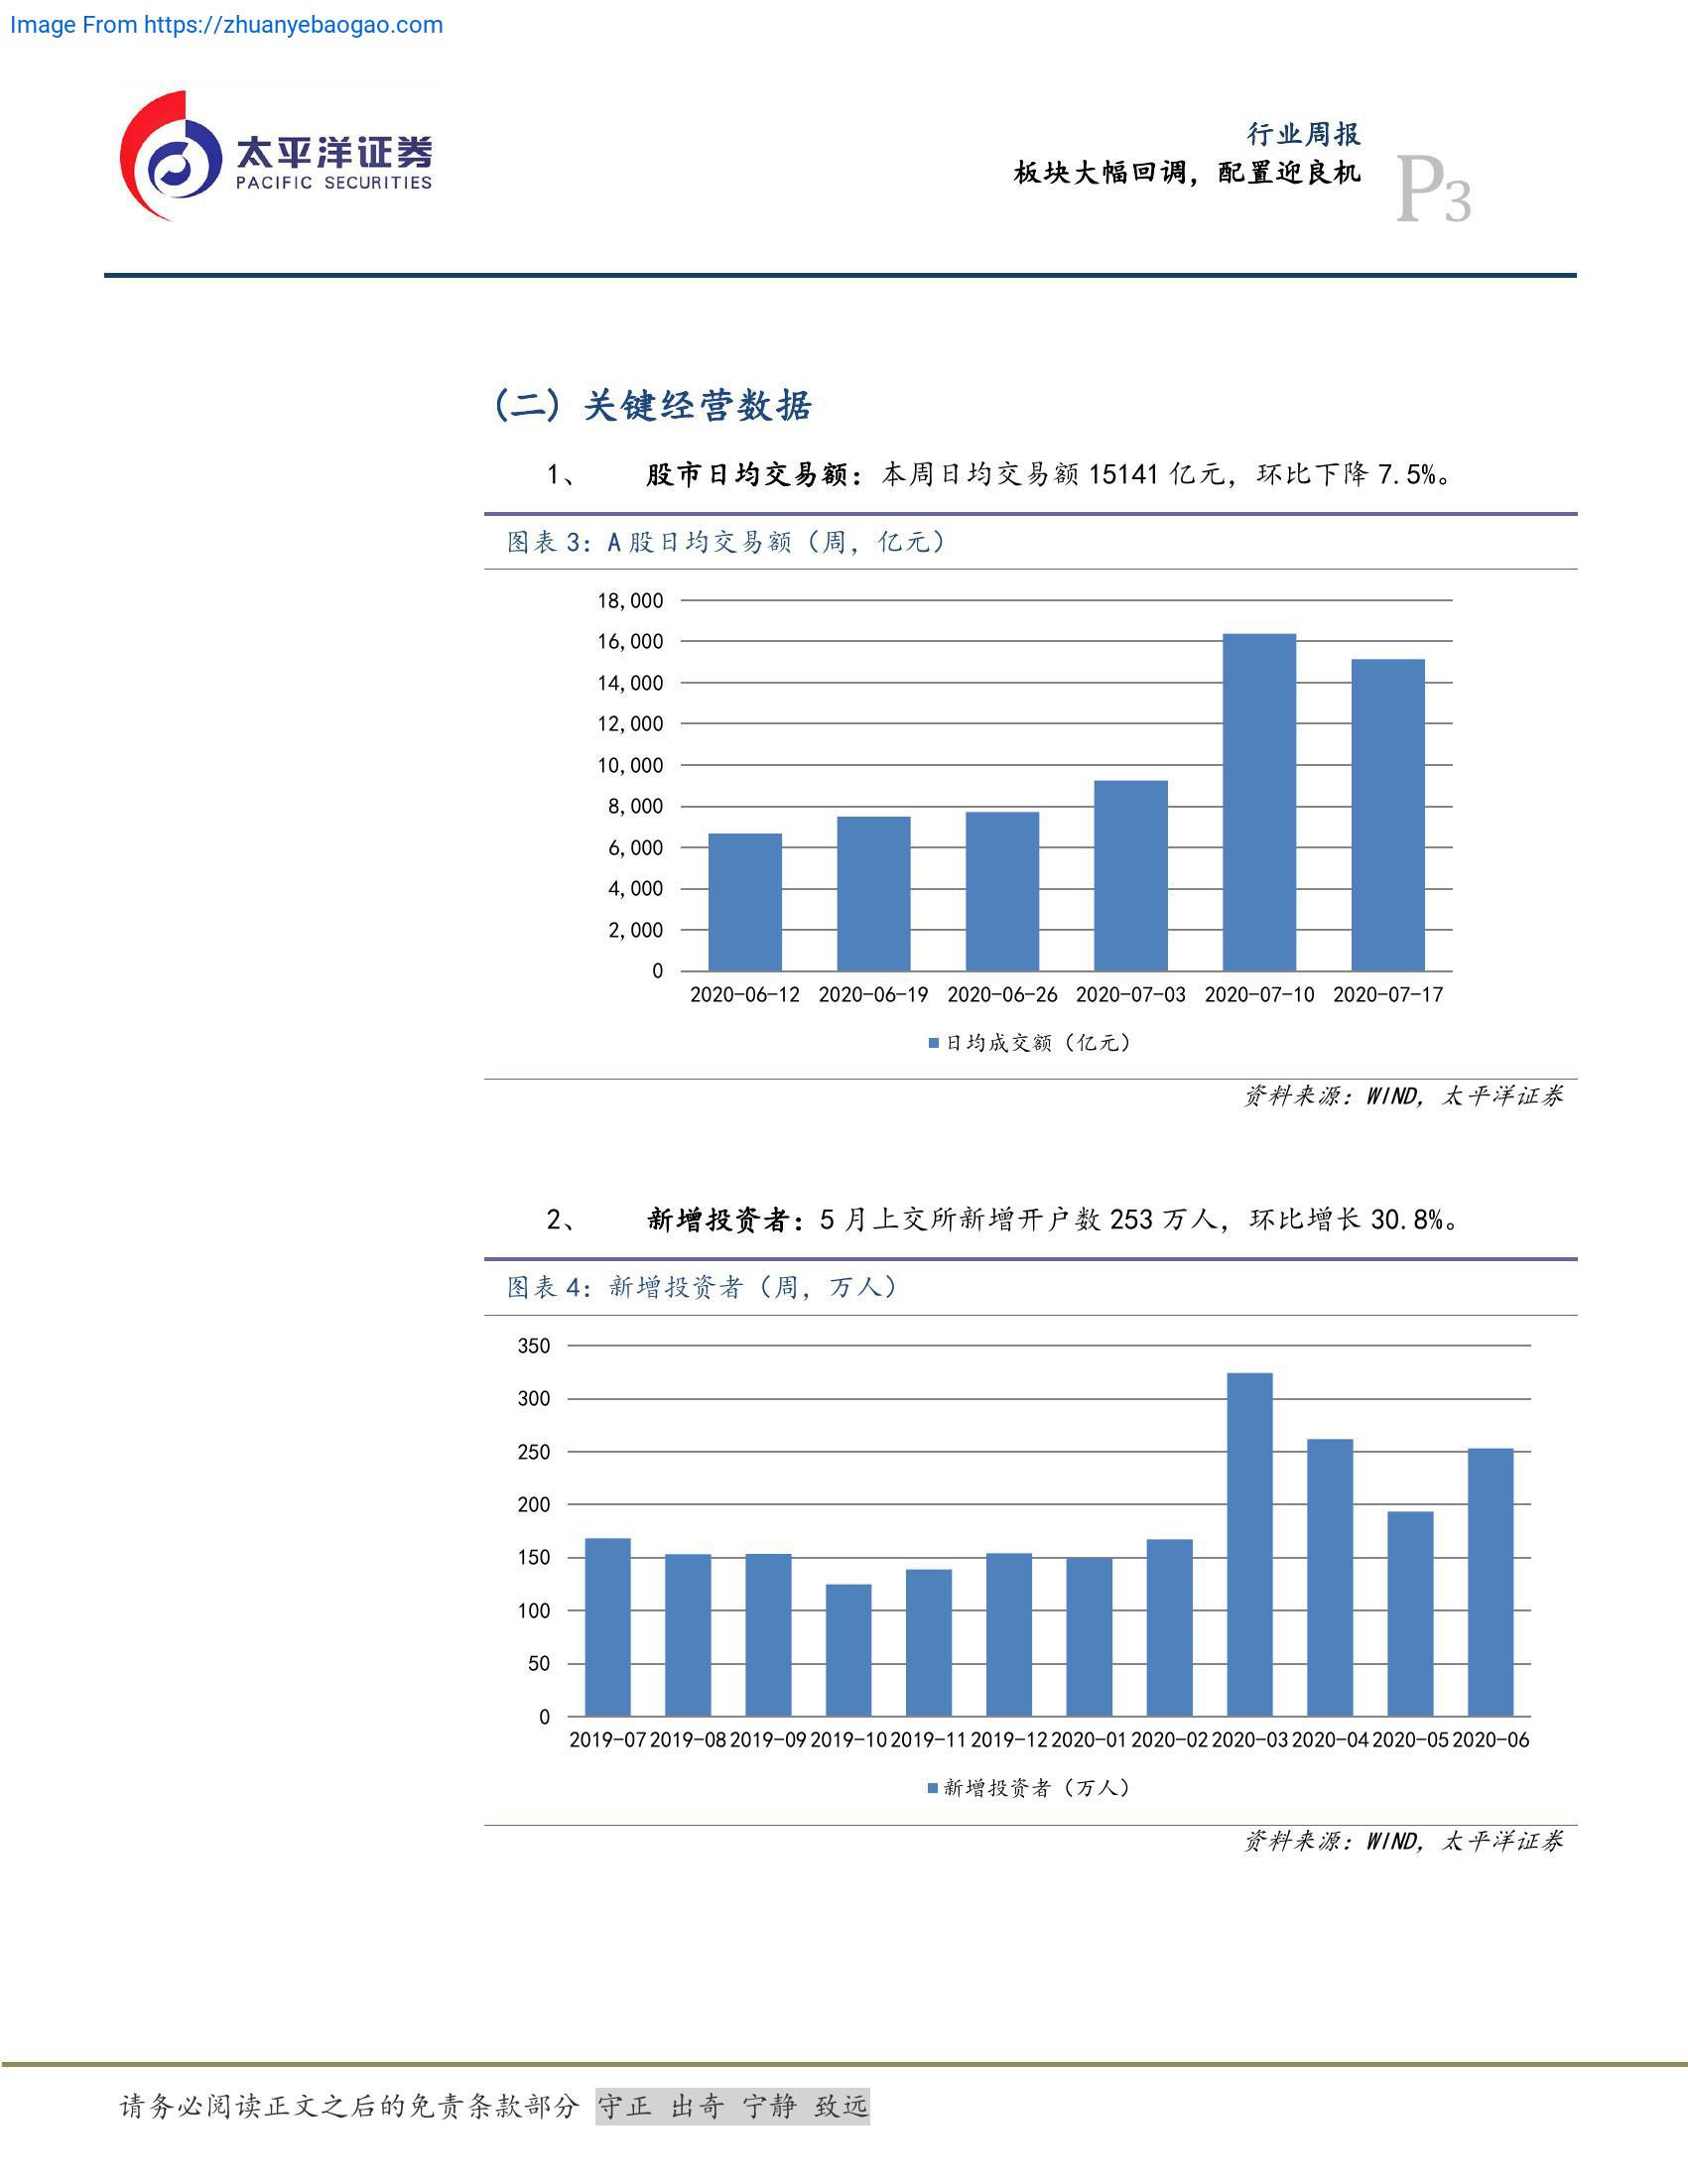 Image From https://zhuanyebaogao.com
太平洋证券
PACIFIC SECURITIES
行业周报
板块大幅回调，配置迎良机
P3
(二) 关键经营数据
1、 股市日均交易额：本周日均交易额 15141 亿元，环比下降 7.5%。
图表 3：A 股日均交易额（周，亿元）
18,000
16,000
14,000
12,000
10,000
8,000
6,000
4,000
2,000
0
2020-06-12 2020-06-19 2020-06-26 2020-07-03 2020-07-10 2020-07-17
日均成交额（亿元）
资料来源：WIND，太平洋证券
2、 新增投资者：5 月上交所新增开户数 253 万人，环比增长 30.8%。
图表 4：新增投资者（周，万人）
350
300
250
200
150
100
50
0
2019-07 2019-08 2019-09 2019-10 2019-11 2019-12 2020-01 2020-02 2020-03 2020-04 2020-05 2020-06
新增投资者（万人）
资料来源：WIND，太平洋证券
请务必阅读正文之后的免责条款部分 守正 出奇 宁静 致远